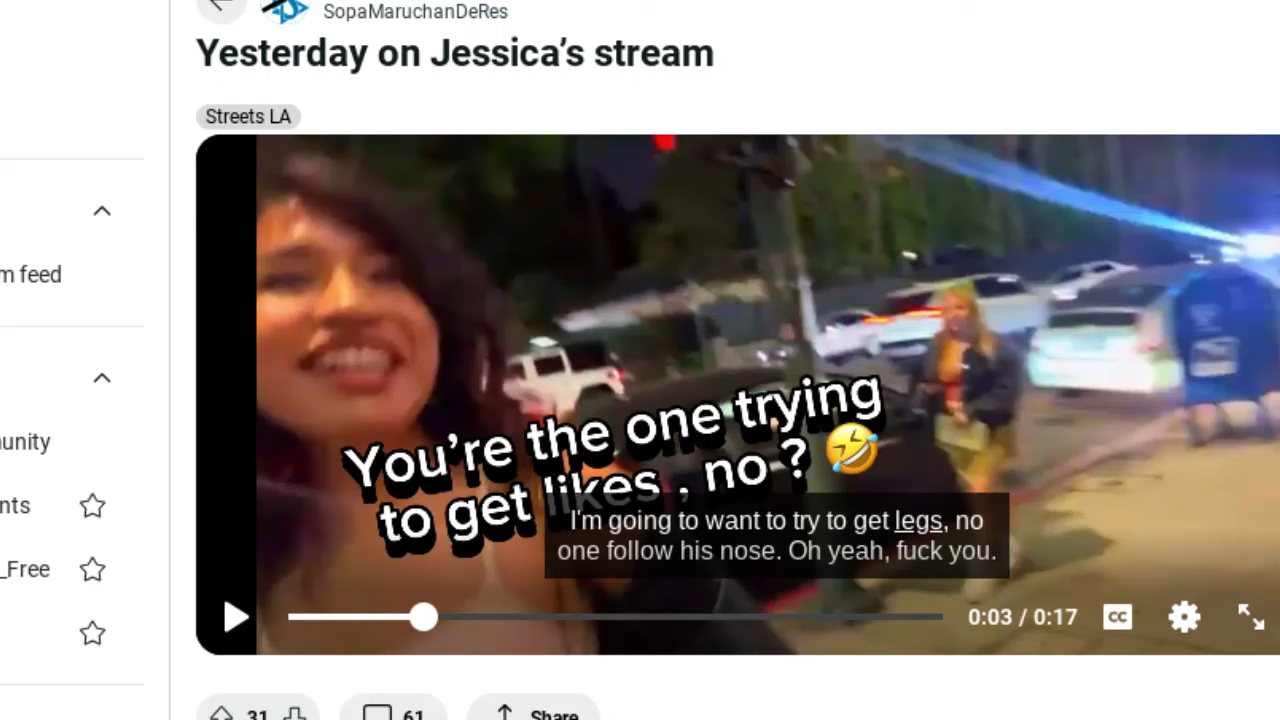 SopaMaruchanDeRes
Yesterday on Jessica’s stream
Streets LA
m feed
unity
nts
_Free
You’re the one trying
to get likes , no ? 🤣
I'm going to want to try to get legs, no
one follow his nose. Oh yeah, fuck you.
0:03 / 0:17
CC
31
61
Share